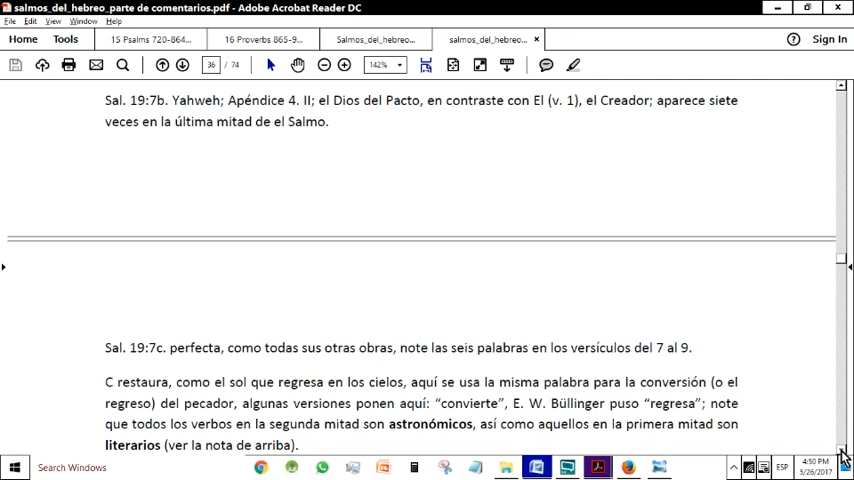 salmos_del_hebreo_parte de comentarios.pdf - Adobe Acrobat Reader DC
File Edit View Window Help
Home Tools 15 Psalms 720-864... 16 Proverbs 865-9... Salmos_del_hebreo... salmos_del_hebreo... × ? Sign In
36 / 74 142%
Sal. 19:7b. Yahweh; Apéndice 4. II; el Dios del Pacto, en contraste con El (v. 1), el Creador; aparece siete
veces en la última mitad de el Salmo.
Sal. 19:7c. perfecta, como todas sus otras obras, note las seis palabras en los versículos del 7 al 9.
C restaura, como el sol que regresa en los cielos, aquí se usa la misma palabra para la conversión (o el
regreso) del pecador, algunas versiones ponen aquí: “convierte”, E. W. Büllinger puso “regresa”; note
que todos los verbos en la segunda mitad son astronómicos, así como aquellos en la primera mitad son
literarios (ver la nota de arriba).
Search Windows ESP 4:50 PM
5/26/2017